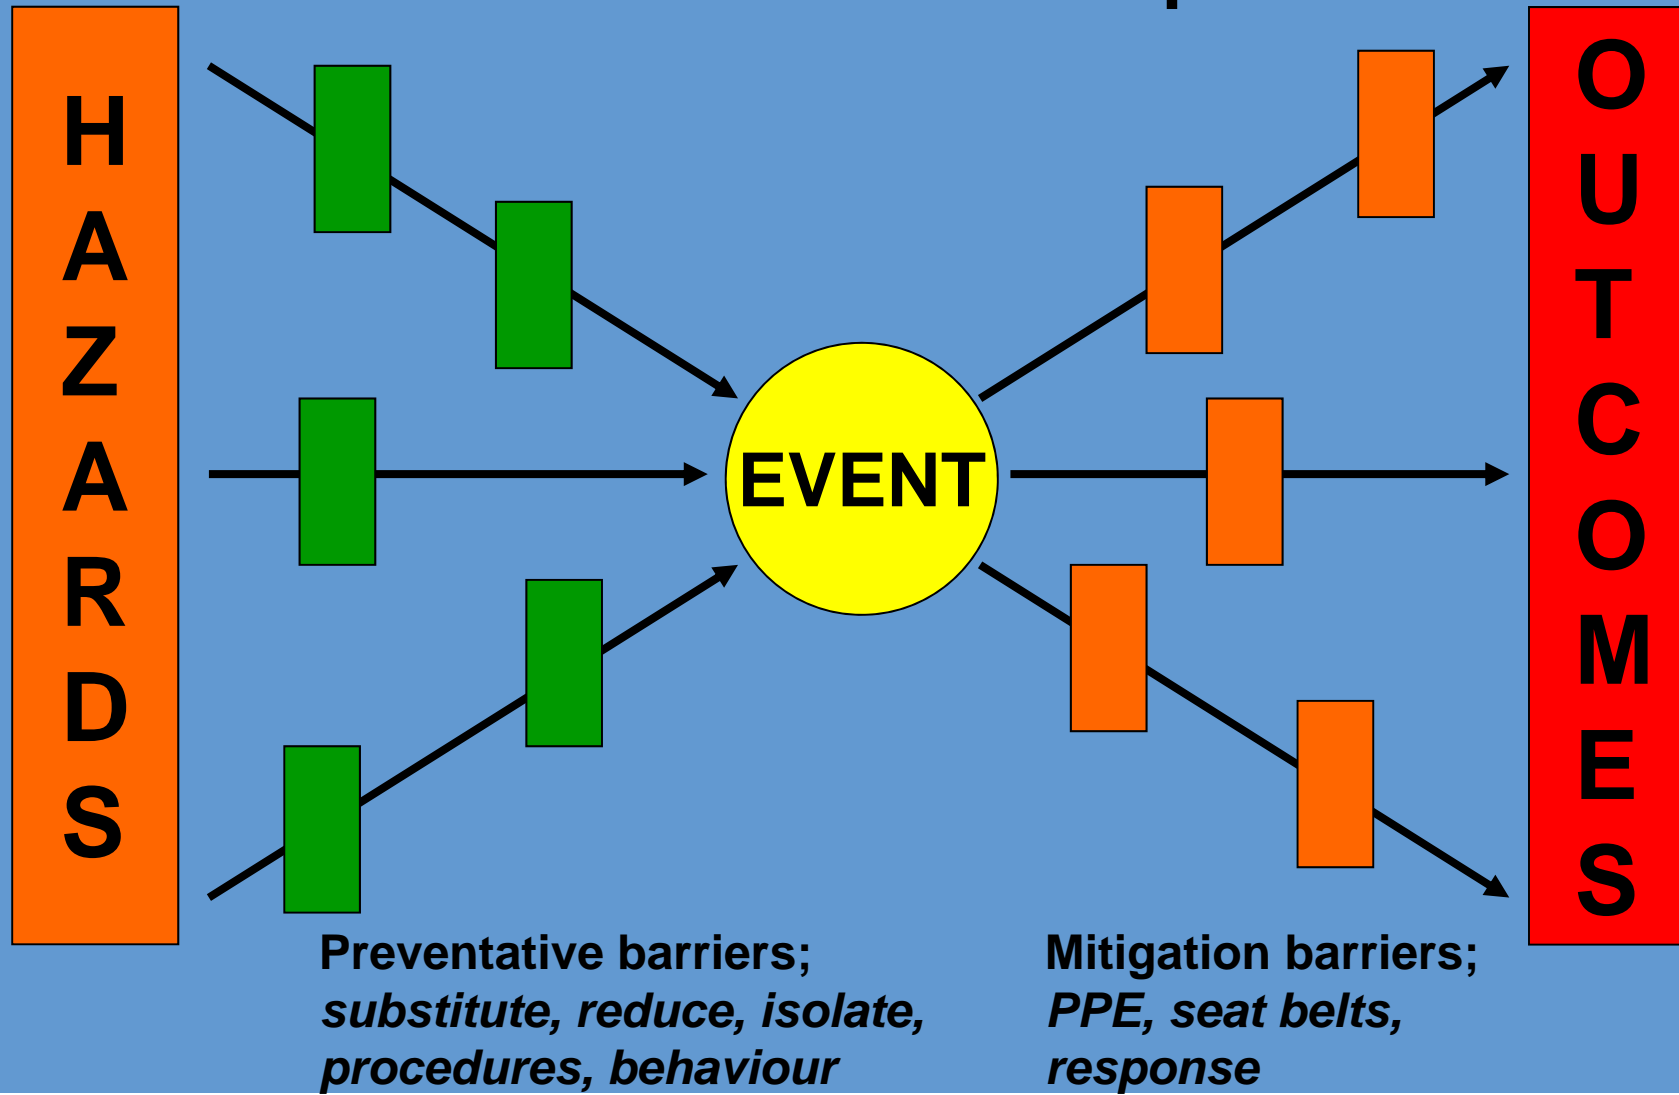 HAZARDS
EVENT
OUTCOMES
Preventative barriers;
substitute, reduce, isolate,
procedures, behaviour
Mitigation barriers;
PPE, seat belts,
response